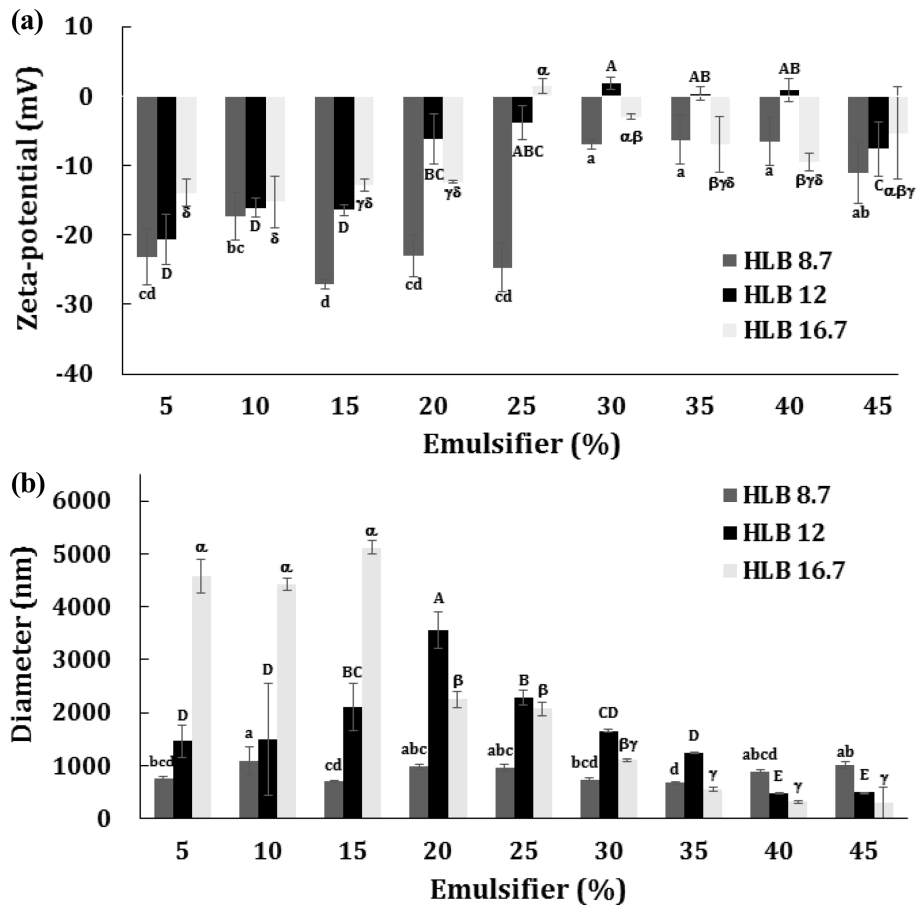 (a)
10
0
-10
-20
-30
-40
Zeta-potential (mV)
cd
D
δ
bc
D
δ
d
D
γδ
cd
BC
γδ
cd
ABC
α
a
A
αβ
a
AB
βγδ
a
AB
βγδ
ab
C
αβγ
HLB 8.7
HLB 12
HLB 16.7
5 10 15 20 25 30 35 40 45
Emulsifier (%)
(b)
6000
5000
4000
3000
2000
1000
0
Diameter (nm)
HLB 8.7
HLB 12
HLB 16.7
bcd
D
α
a
D
α
cd
BC
α
abc
A
β
abc
B
β
bcd
CD
βγ
d
D
γ
abcd
E
γ
ab
E
γ
5 10 15 20 25 30 35 40 45
Emulsifier (%)